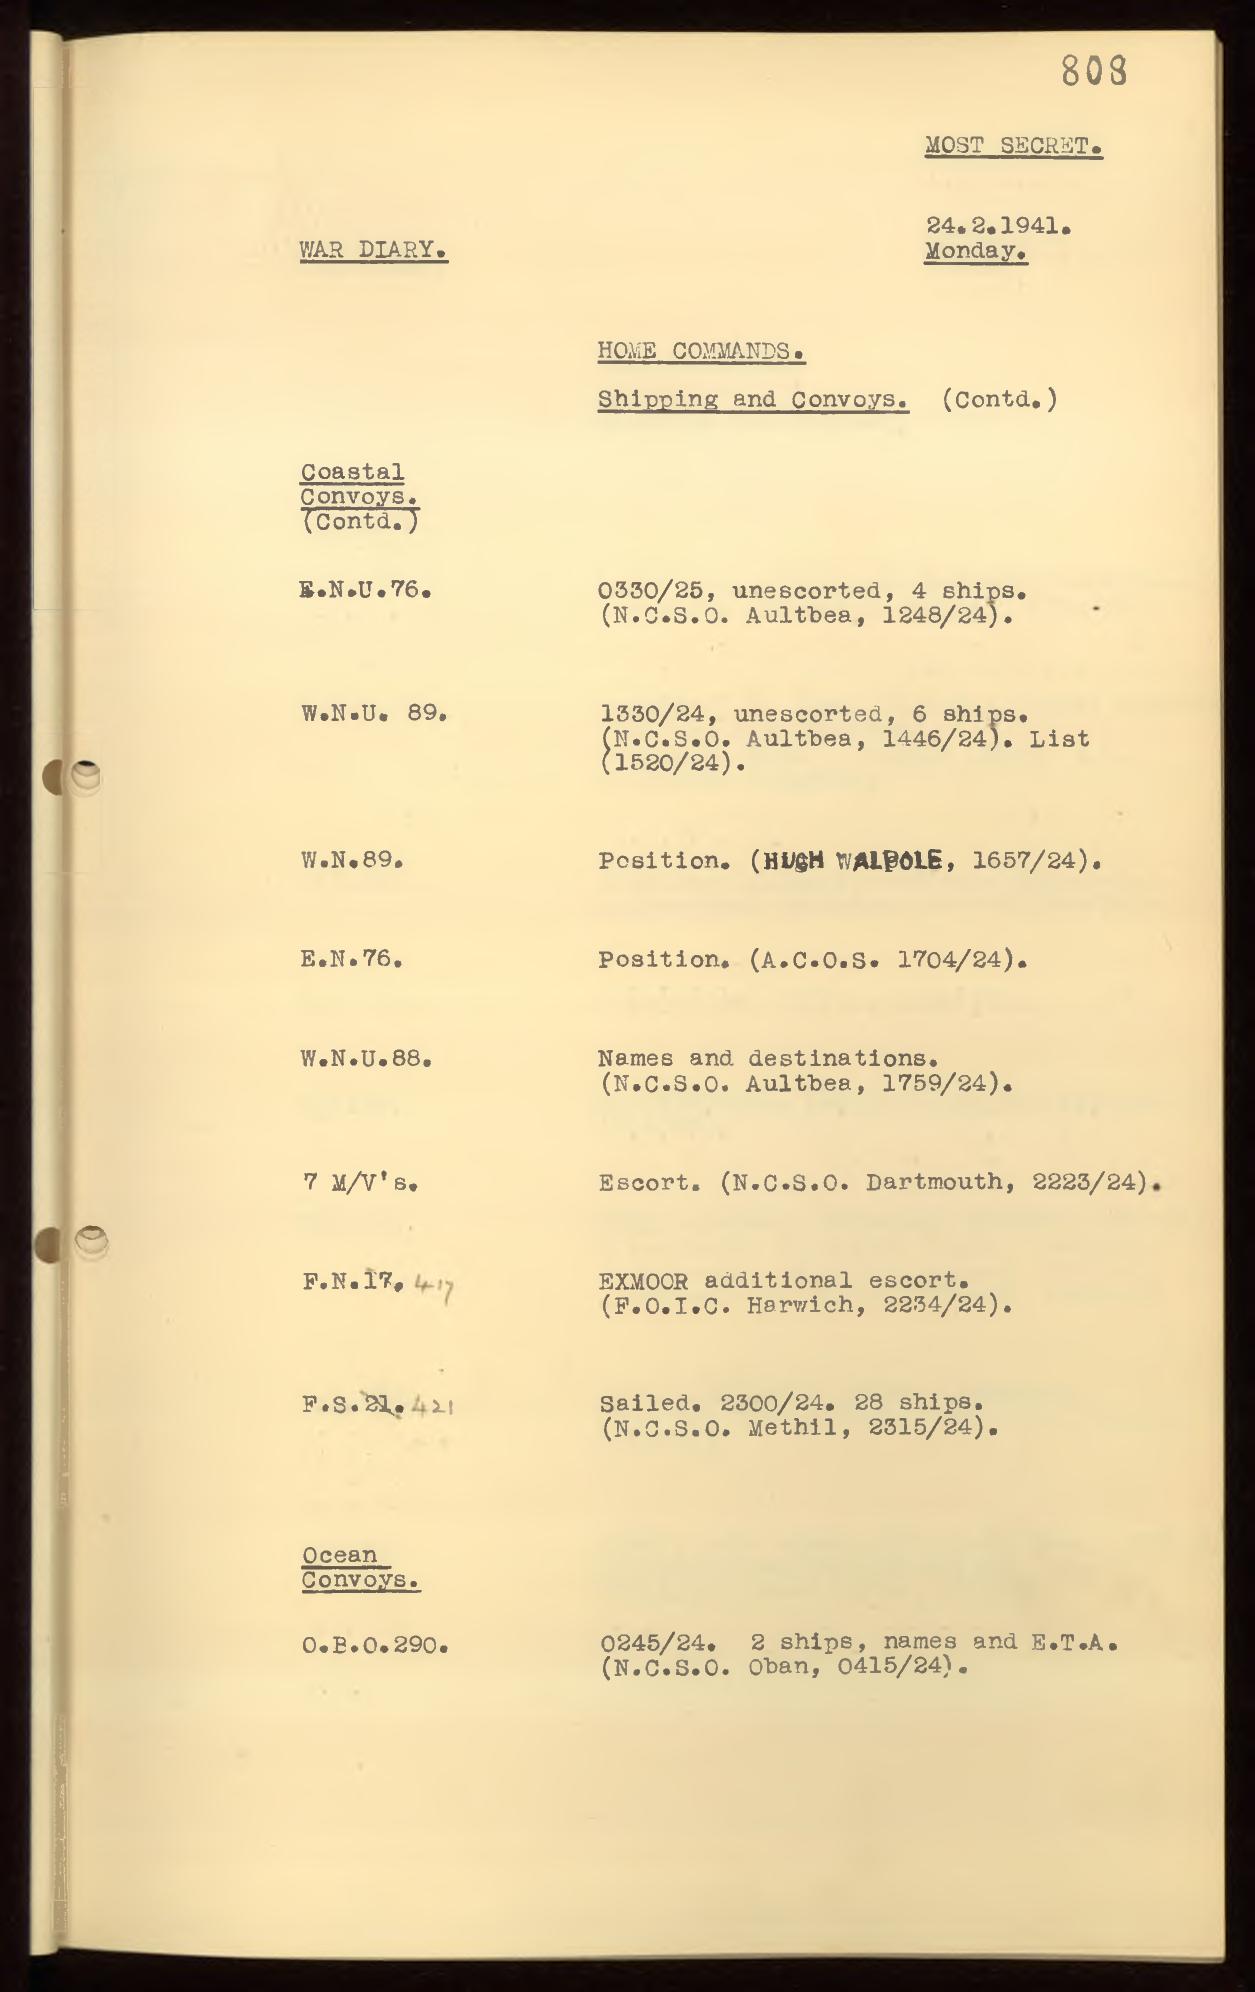 808
MOST SECRET.
24.2.1941.
WAR DIARY. Monday.
HOME COMMANDS.
Shipping and Convoys. (Contd.)
Coastal
Convoys.
(Contd.)
E.N.U.76. 0330/25, unescorted, 4 ships.
(N.C.S.O. Aultbea, 1248/24).
W.N.U. 89. 1330/24, unescorted, 6 ships.
(N.C.S.O. Aultbea, 1446/24). List
(1520/24).
W.N.89. Position. (HUGH WALPOLE, 1657/24).
E.N.76. Position. (A.C.O.S. 1704/24).
W.N.U.88. Names and destinations.
(N.C.S.O. Aultbea, 1759/24).
7 M/V's. Escort. (N.C.S.O. Dartmouth, 2223/24).
F.N.17. 417 EXMOOR additional escort.
(F.O.I.C. Harwich, 2234/24).
F.S.21. 421 Sailed. 2300/24. 28 ships.
(N.C.S.O. Methil, 2315/24).
Ocean
Convoys.
O.B.O.290. 0245/24. 2 ships, names and E.T.A.
(N.C.S.O. Oban, 0415/24).